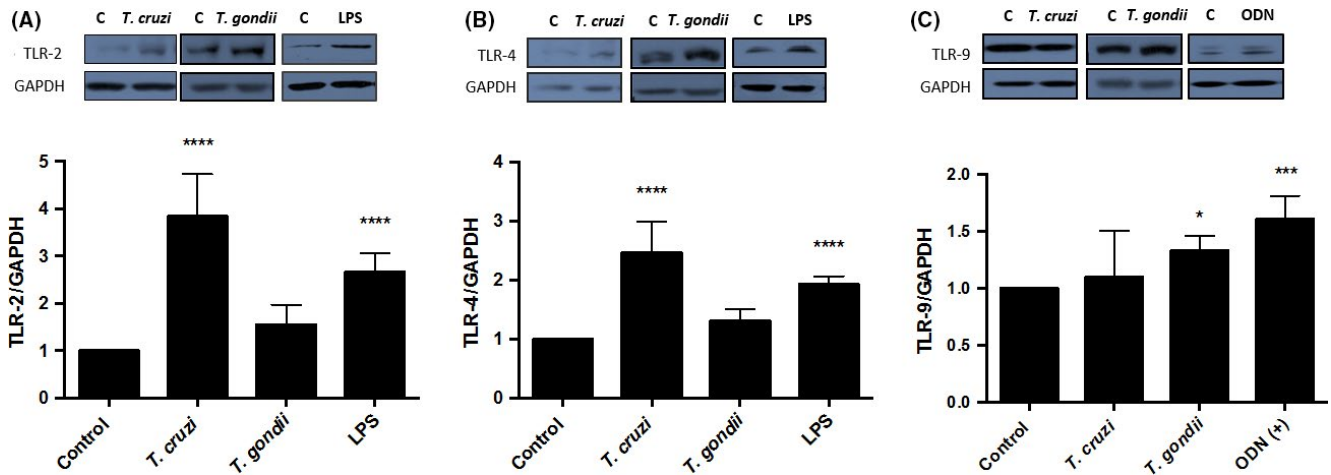 (A) C T. cruzi C T. gondii C LPS
TLR-2
GAPDH
****
****
TLR-2/GAPDH
5
4
3
2
1
0
Control
T. cruzi
T. gondii
LPS
(B) C T. cruzi C T. gondii C LPS
TLR-4
GAPDH
****
****
TLR-4/GAPDH
4
3
2
1
0
Control
T. cruzi
T. gondii
LPS
(C) C T. cruzi C T. gondii C ODN
TLR-9
GAPDH
***
*
TLR-9/GAPDH
2.0
1.5
1.0
0.5
0.0
Control
T. cruzi
T. gondii
ODN (+)